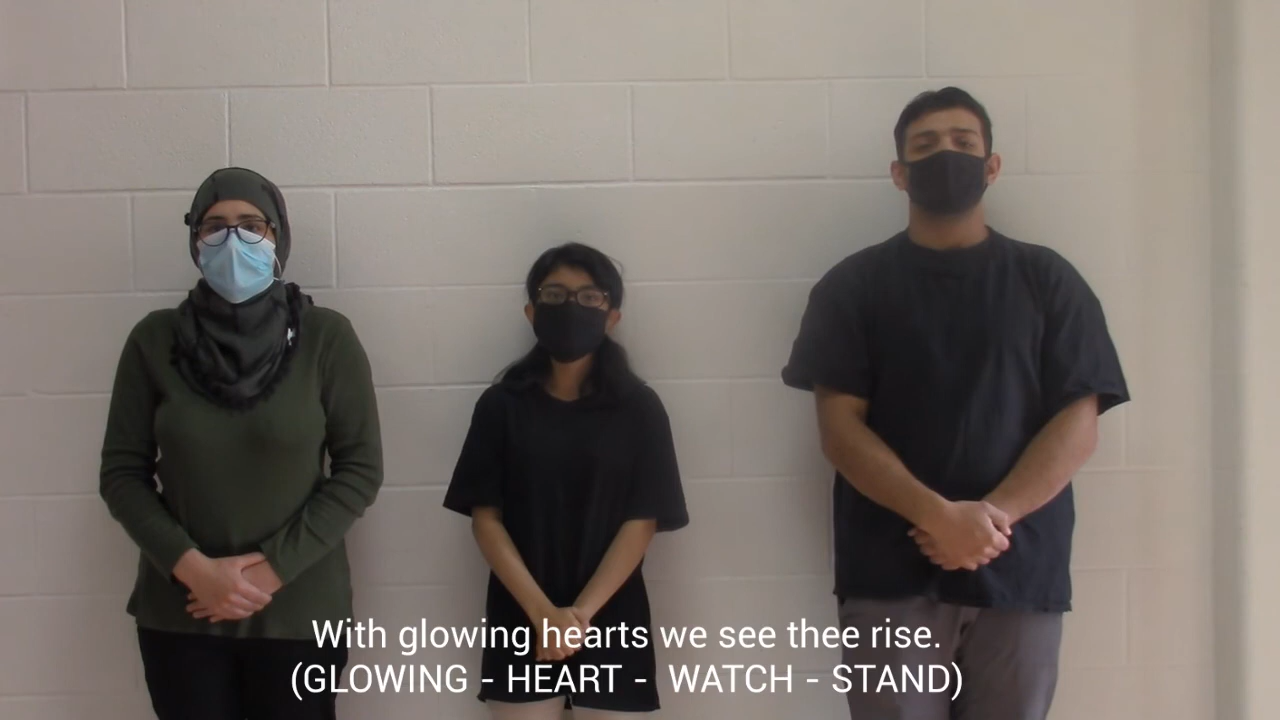 With glowing hearts we see thee rise.
(GLOWING - HEART - WATCH - STAND)